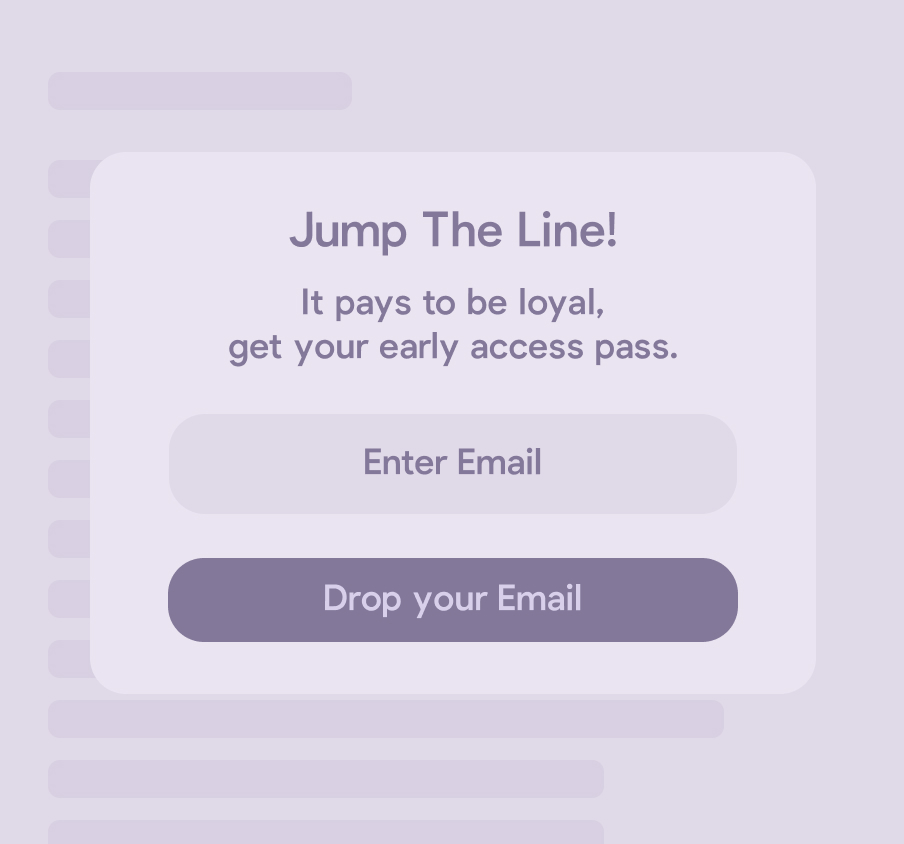 Jump The Line!
It pays to be loyal,
get your early access pass.
Enter Email
Drop your Email